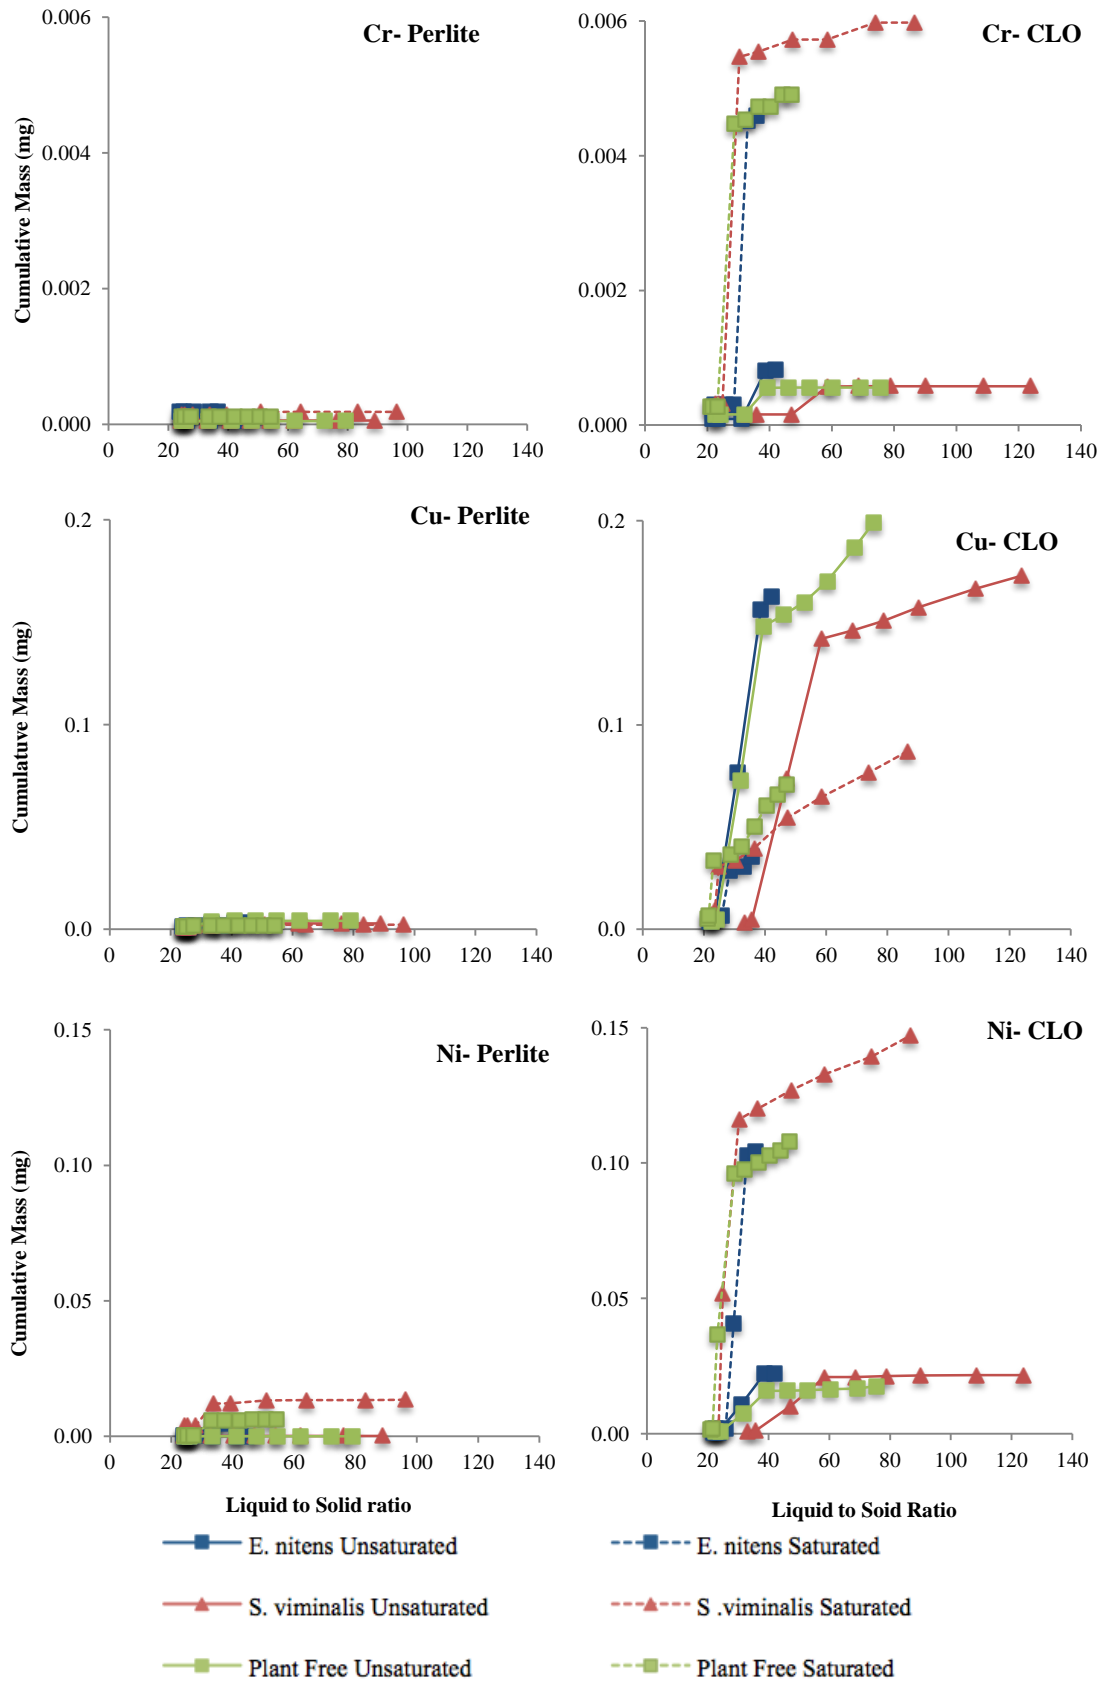 Cr- Perlite
Cumulative Mass (mg)
0.006
0.004
0.002
0.000
0 20 40 60 80 100 120 140
Cr- CLO
0.006
0.004
0.002
0.000
0 20 40 60 80 100 120 140
Cu- Perlite
Cumulatuve Mass (mg)
0.2
0.1
0.0
0 20 40 60 80 100 120 140
Cu- CLO
0.2
0.1
0.0
0 20 40 60 80 100 120 140
Ni- Perlite
Cumulative Mass (mg)
0.15
0.10
0.05
0.00
0 20 40 60 80 100 120 140
Liquid to Solid ratio
Ni- CLO
0.15
0.10
0.05
0.00
0 20 40 60 80 100 120 140
Liquid to Soid Ratio
E. nitens Unsaturated
E. nitens Saturated
S. viminalis Unsaturated
S .viminalis Saturated
Plant Free Unsaturated
Plant Free Saturated